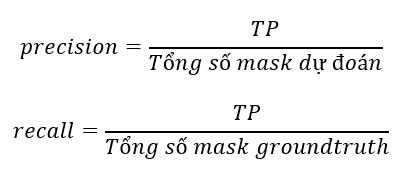 precision = TP / Tổng số mask dự đoán
recall = TP / Tổng số mask groundtruth